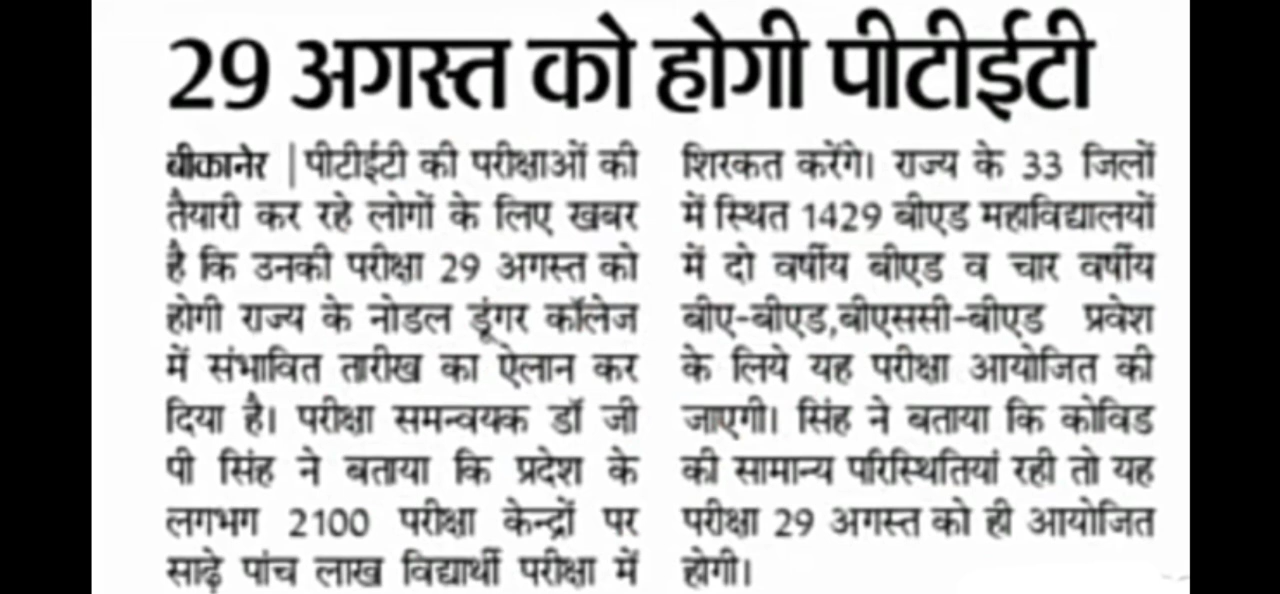 29 अगस्त को होगी पीटीईटी
बीकानेर | पीटीईटी की परीक्षाओं की
तैयारी कर रहे लोगों के लिए खबर
है कि उनकी परीक्षा 29 अगस्त को
होगी राज्य के नोडल डूंगर कॉलेज
में संभावित तारीख का ऐलान कर
दिया है। परीक्षा समन्वयक डॉ जी
पी सिंह ने बताया कि प्रदेश के
लगभग 2100 परीक्षा केन्द्रों पर
साढ़े पांच लाख विद्यार्थी परीक्षा में
शिरकत करेंगे। राज्य के 33 जिलों
में स्थित 1429 बीएड महाविद्यालयों
में दो वर्षीय बीएड व चार वर्षीय
बीए-बीएड,बीएससी-बीएड प्रवेश
के लिये यह परीक्षा आयोजित की
जाएगी। सिंह ने बताया कि कोविड
की सामान्य परिस्थितियां रही तो यह
परीक्षा 29 अगस्त को ही आयोजित
होगी।